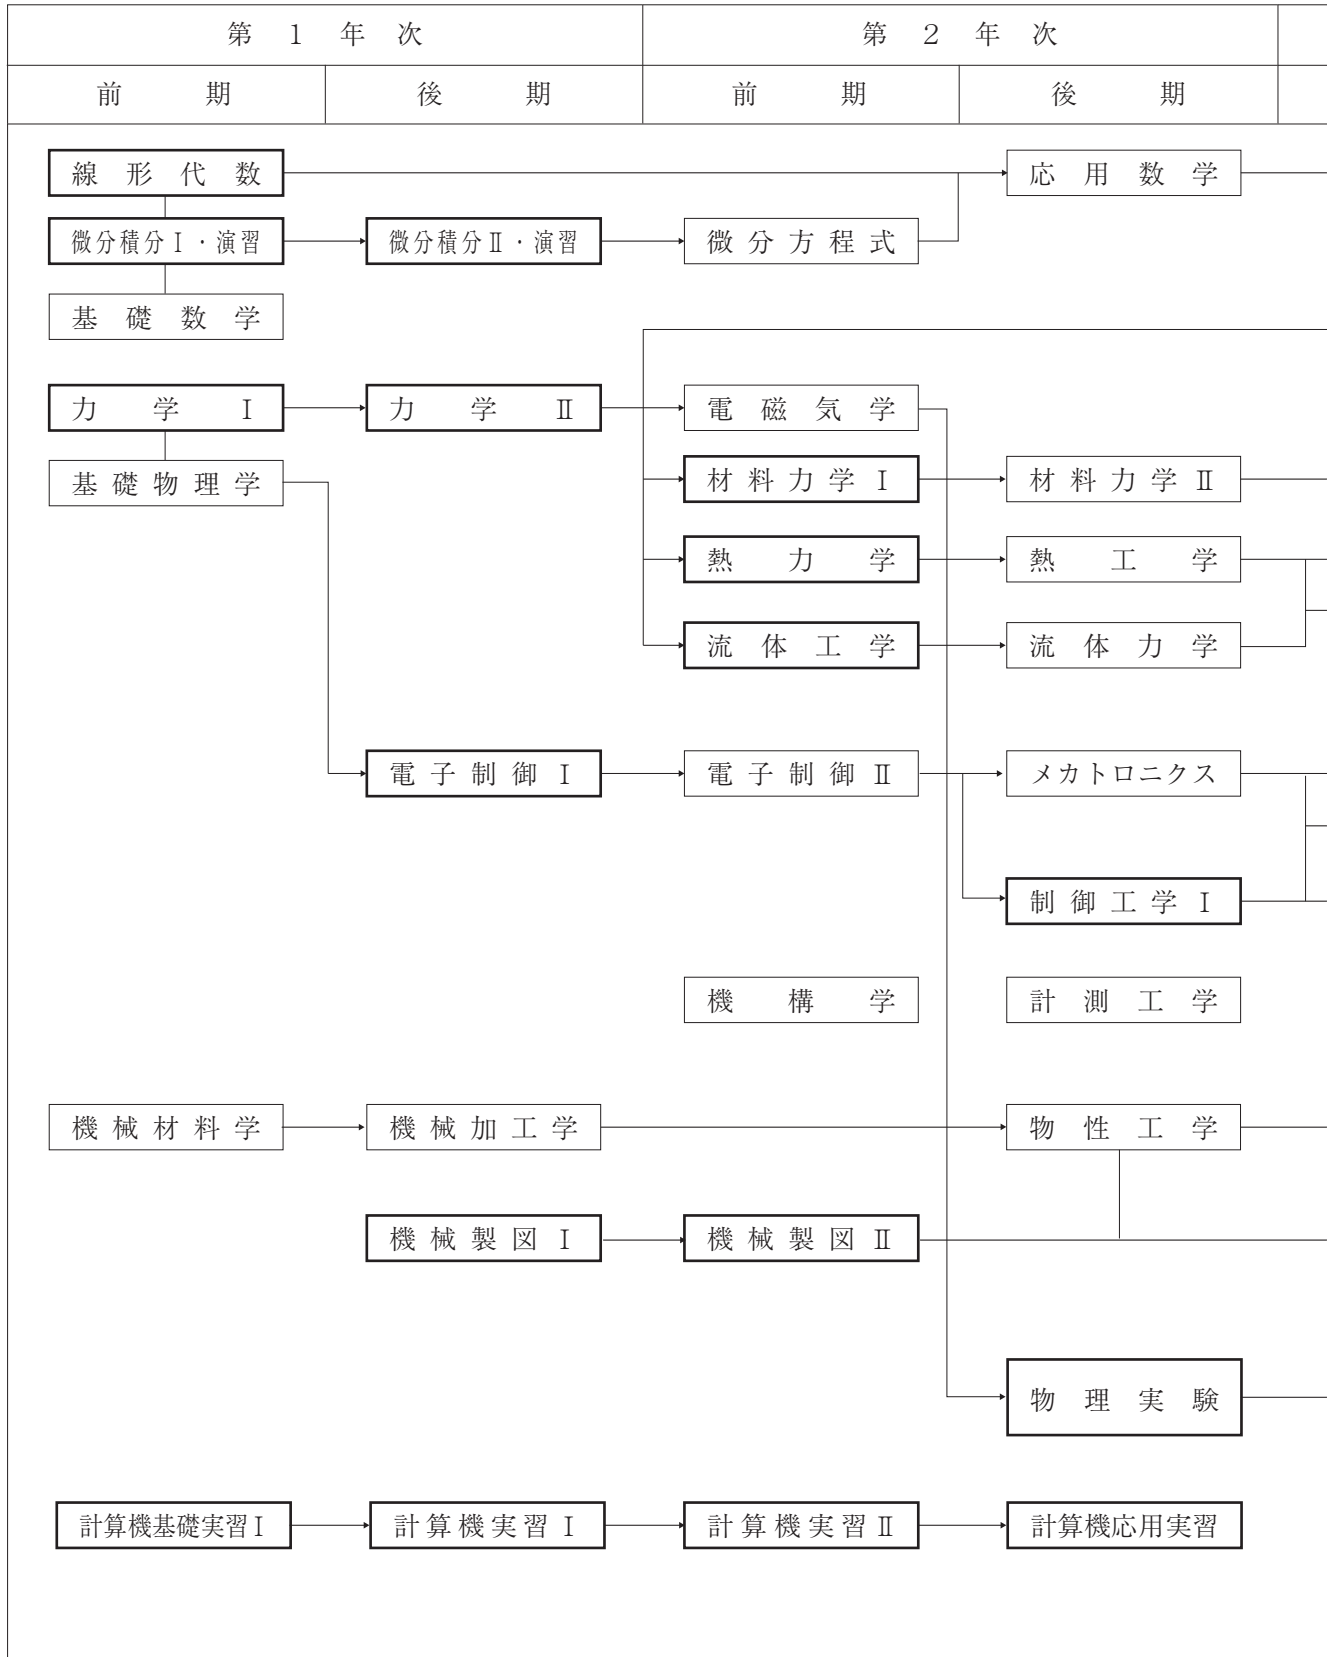 第 1 年 次 第 2 年 次
前 期 後 期 前 期 後 期
線 形 代 数 応 用 数 学
微分積分Ⅰ・演習 微分積分Ⅱ・演習 微 分 方 程 式
基 礎 数 学
力 学 Ⅰ 力 学 Ⅱ 電 磁 気 学
基 礎 物 理 学 材 料 力 学 Ⅰ 材 料 力 学 Ⅱ
熱 力 学 熱 工 学
流 体 工 学 流 体 力 学
電 子 制 御 Ⅰ 電 子 制 御 Ⅱ メカトロニクス
制 御 工 学 Ⅰ
機 構 学 計 測 工 学
機 械 材 料 学 機 械 加 工 学 物 性 工 学
機 械 製 図 Ⅰ 機 械 製 図 Ⅱ
物 理 実 験
計算機基礎実習Ⅰ 計 算 機 実 習 Ⅰ 計 算 機 実 習 Ⅱ 計算機応用実習